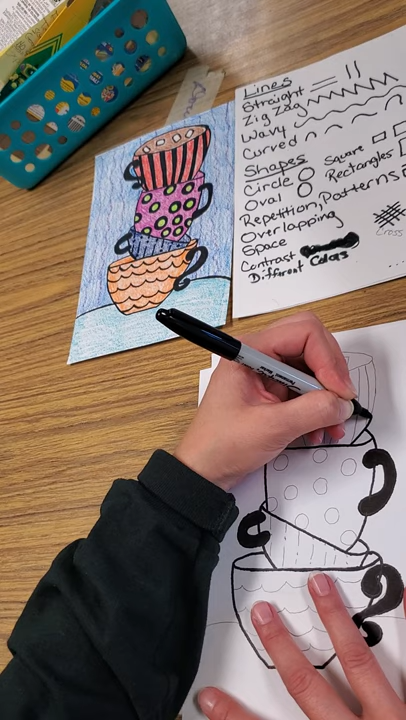 Lines
Straight
Zig Zag
Wavy
Curved
Shapes
Circle Square
Oval Rectangles
Repetition, Patterns
Overlapping
Space
Contrast
Different Colors
Cross
Sharpie